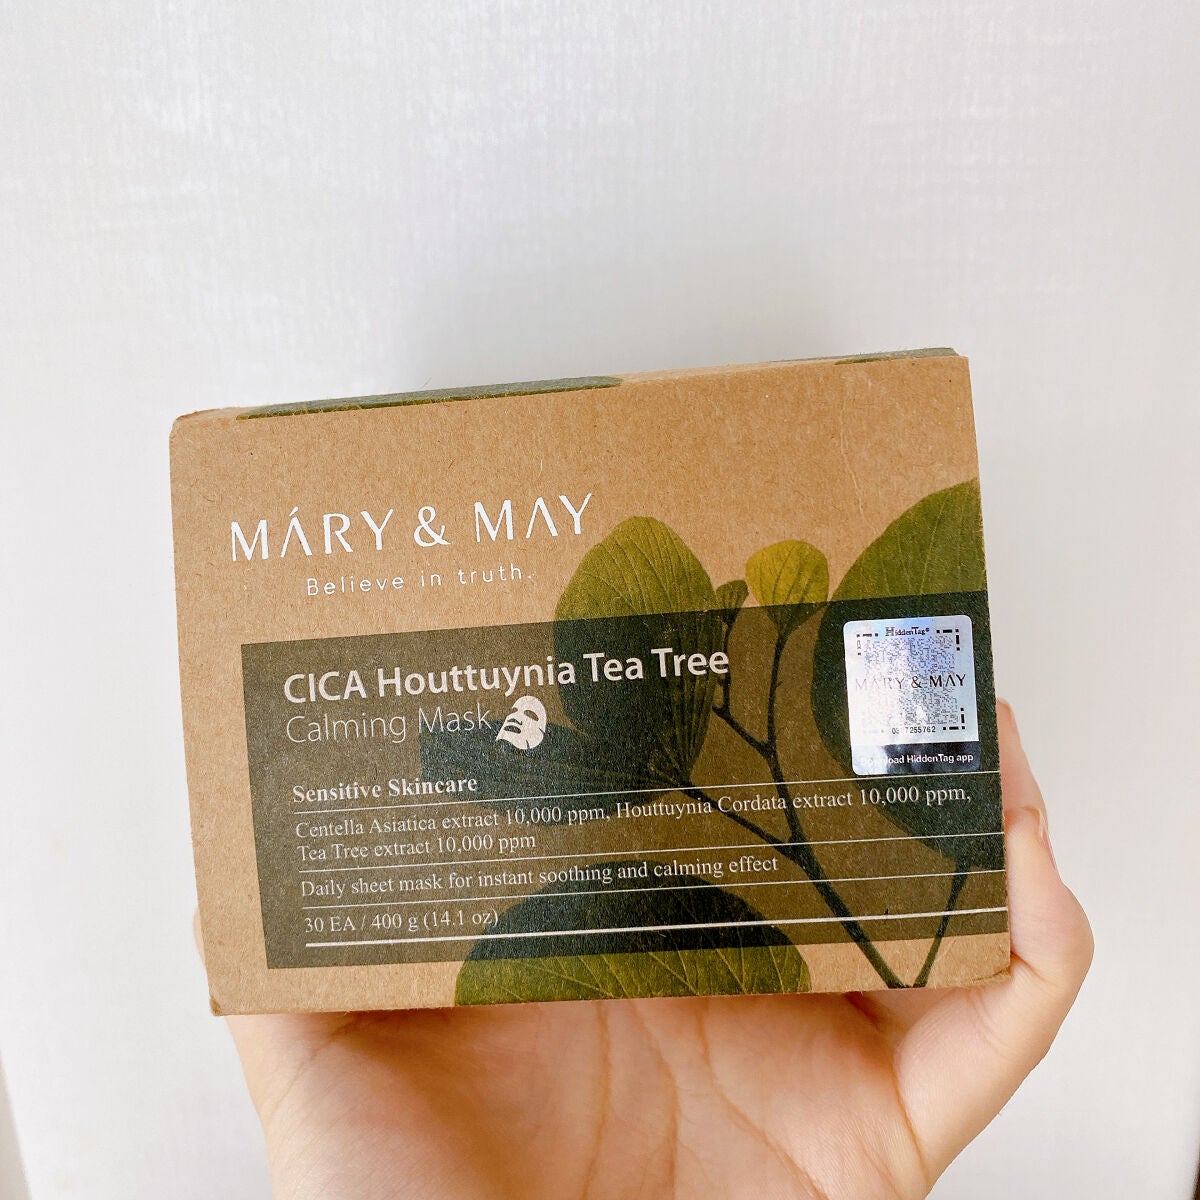 MÁRY & MAY
Believe in truth.
CICA Houttuynia Tea Tree
Calming Mask
Sensitive Skincare
Centella Asiatica extract 10,000 ppm, Houttuynia Cordata extract 10,000 ppm,
Tea Tree extract 10,000 ppm
Daily sheet mask for instant soothing and calming effect
30 EA / 400 g (14.1 oz)
HiddenTag®
MARY & MAY
Download HiddenTag app